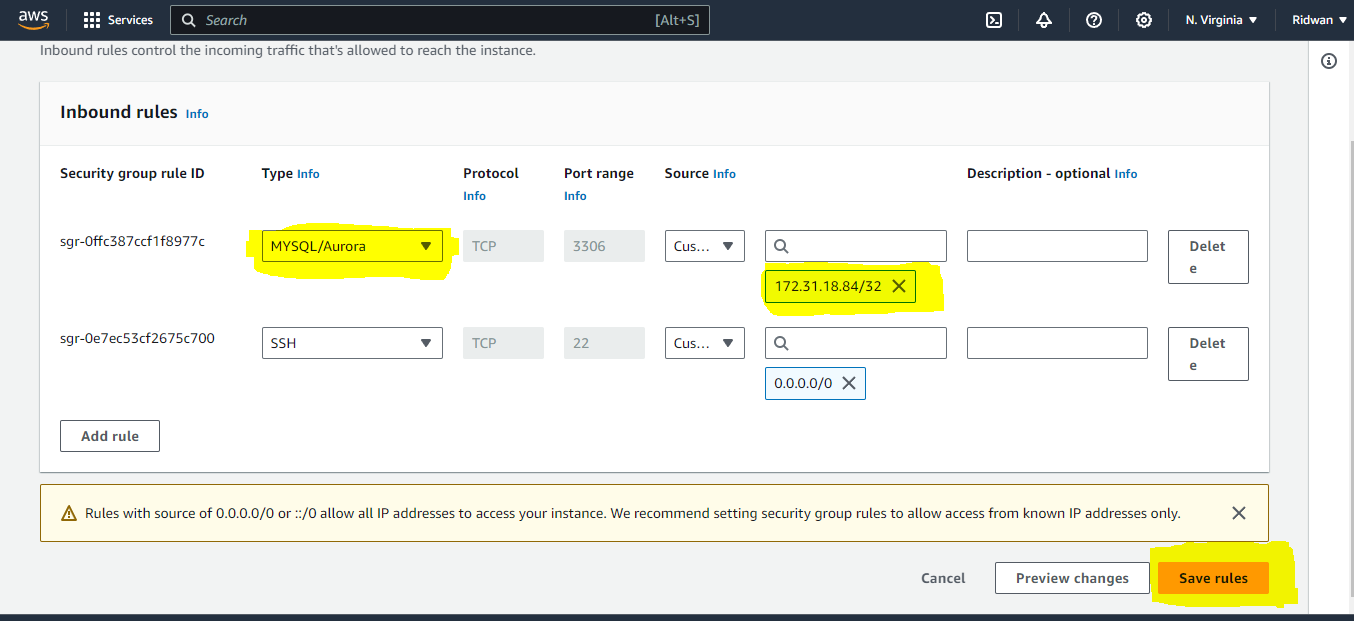 aws
Services
Search
[Alt+S]
N. Virginia
Ridwan
Inbound rules control the incoming traffic that's allowed to reach the instance.
Inbound rules Info
Security group rule ID
Type Info
Protocol
Info
Port range
Info
Source Info
Description - optional Info
sgr-0ffc387ccf1f8977c
MYSQL/Aurora
TCP
3306
Cus...
Delet
e
172.31.18.84/32
sgr-0e7ec53cf2675c700
SSH
TCP
22
Cus...
Delet
e
0.0.0.0/0
Add rule
Rules with source of 0.0.0.0/0 or ::/0 allow all IP addresses to access your instance. We recommend setting security group rules to allow access from known IP addresses only.
Cancel
Preview changes
Save rules